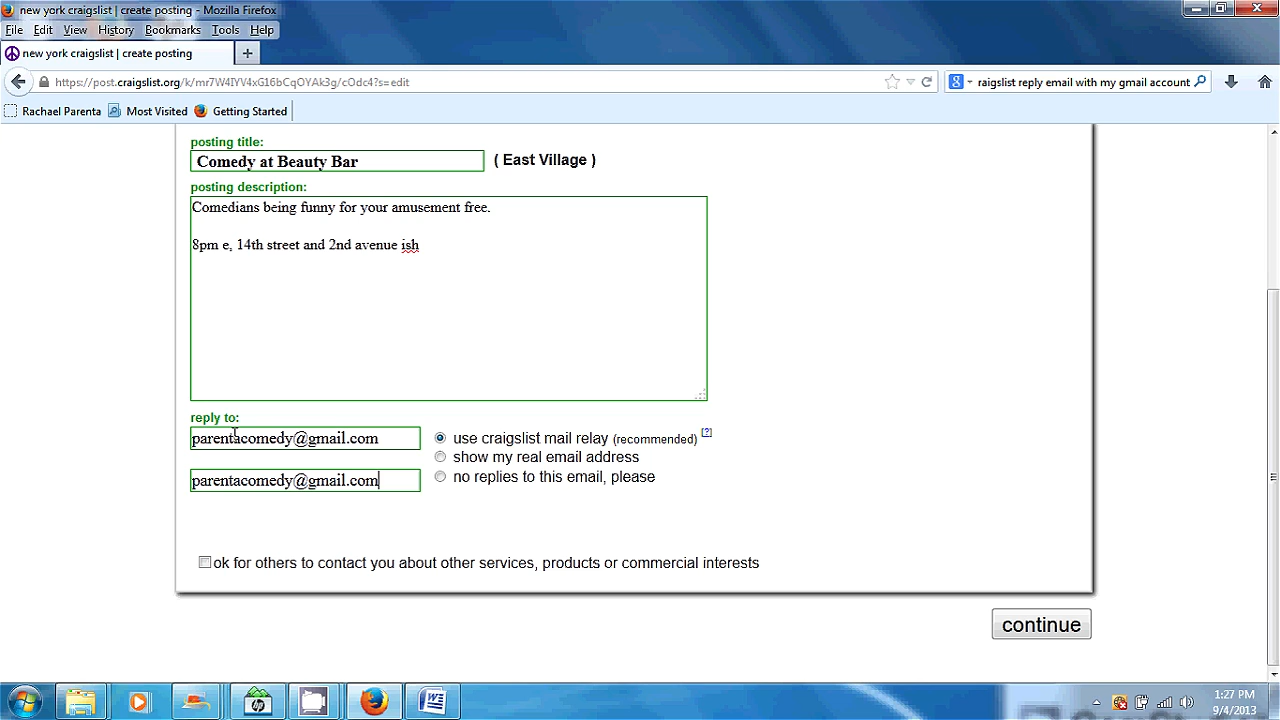 new york craigslist | create posting - Mozilla Firefox
File Edit View History Bookmarks Tools Help
new york craigslist | create posting
https://post.craigslist.org/k/mr7W4IYV4xG16bCqOYAk3g/cOdc4?s=edit
raigslist reply email with my gmail account
Rachael Parenta Most Visited Getting Started
posting title:
Comedy at Beauty Bar ( East Village )
posting description:
Comedians being funny for your amusement free.
8pm e, 14th street and 2nd avenue ish
reply to:
parentacomedy@gmail.com use craigslist mail relay (recommended) [?]
show my real email address
parentacomedy@gmail.com no replies to this email, please
ok for others to contact you about other services, products or commercial interests
continue
1:27 PM
9/4/2013